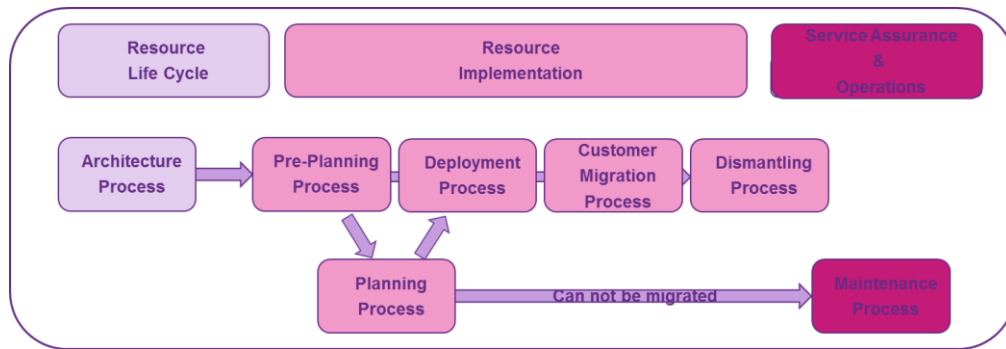 Resource
Life Cycle
Resource
Implementation
Service Assurance
&
Operations
Architecture
Process
Pre-Planning
Process
Deployment
Process
Customer
Migration
Process
Dismantling
Process
Planning
Process
Can not be migrated
Maintenance
Process